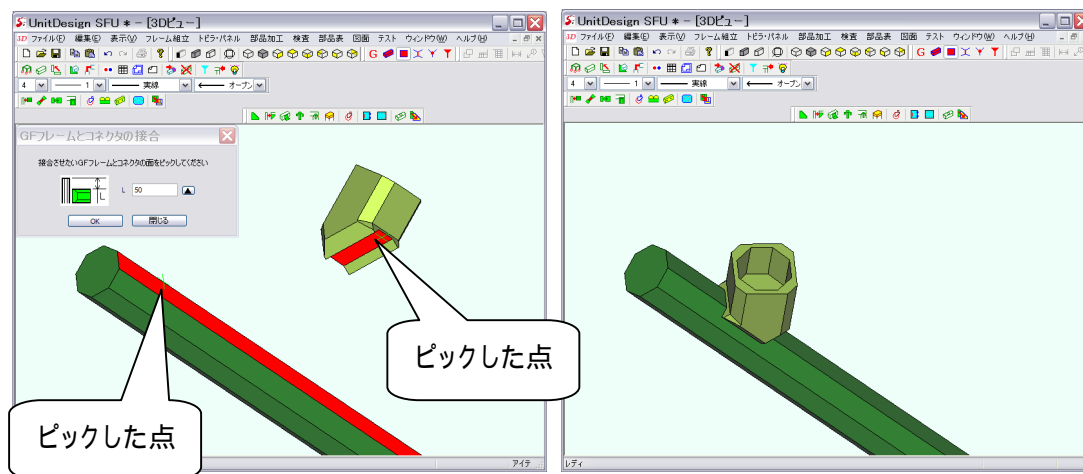 UnitDesign SFU * - [3Dビュー]
3D ファイル(F) 編集(E) 表示(V) フレーム組立 トビラ・パネル 部品加工 検査 部品表 図面 テスト ウィンドウ(W) ヘルプ(H)
G
4 1 実線 オープン
GFフレームとコネクタの接合
接合させたいGFフレームとコネクタの面をピックしてください
L
L 50
OK 閉じる
ピックした点
ピックした点
アイテ
UnitDesign SFU * - [3Dビュー]
3D ファイル(F) 編集(E) 表示(V) フレーム組立 トビラ・パネル 部品加工 検査 部品表 図面 テスト ウィンドウ(W) ヘルプ(H)
G
4 1 実線 オープン
レディ